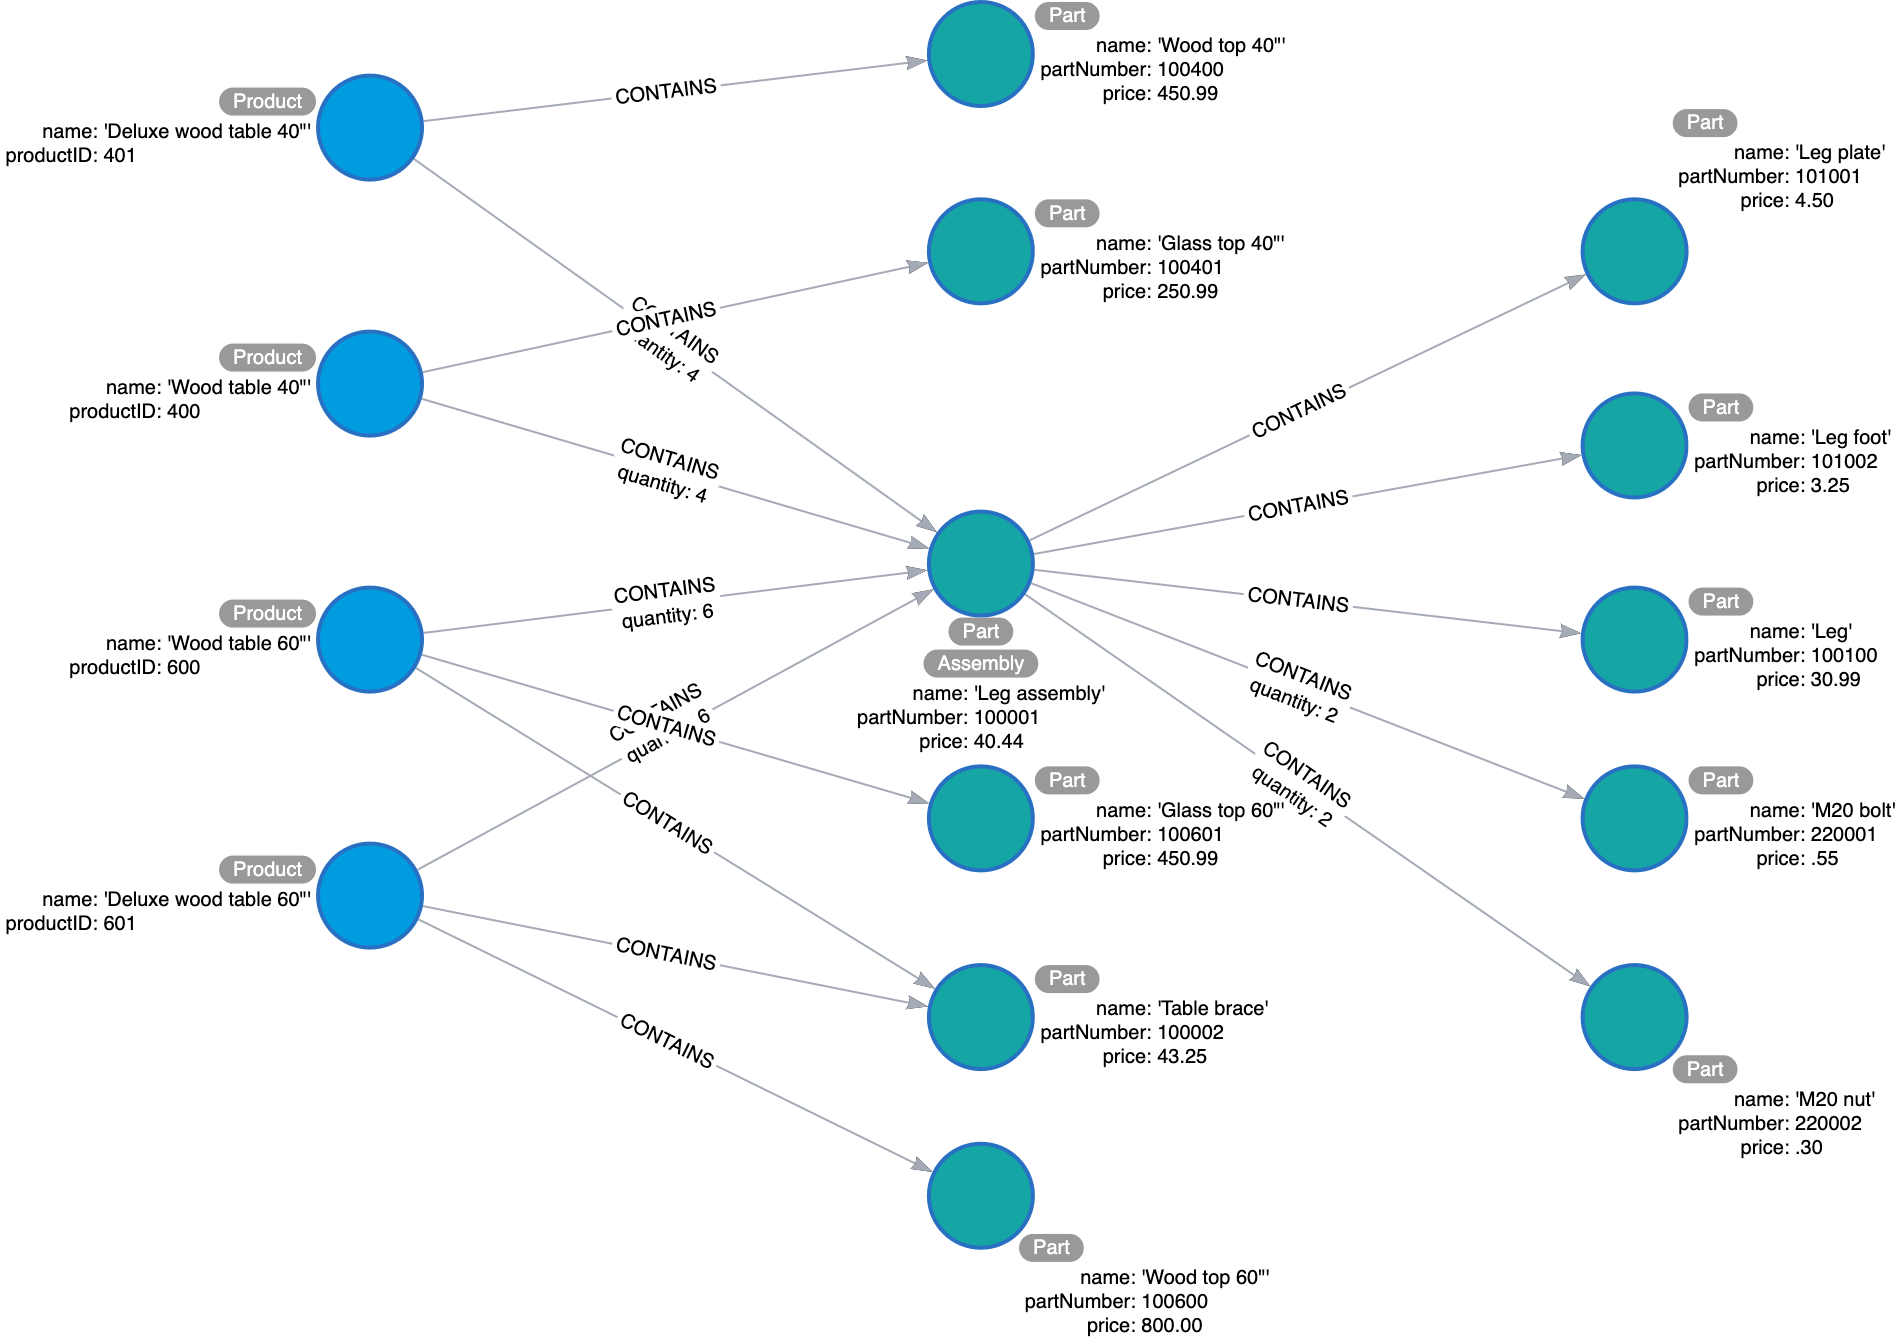 Product
name: 'Deluxe wood table 40"'
productID: 401
Product
name: 'Wood table 40"'
productID: 400
Product
name: 'Wood table 60"'
productID: 600
Product
name: 'Deluxe wood table 60"'
productID: 601
CONTAINS
CONTAINS
quantity: 4
CONTAINS
quantity: 4
CONTAINS
quantity: 6
CONTAINS
6
CONTAINS
CONTAINS
CONTAINS
Part
name: 'Wood top 40"'
partNumber: 100400
price: 450.99
Part
name: 'Glass top 40"'
partNumber: 100401
price: 250.99
Part
Assembly
name: 'Leg assembly'
partNumber: 100001
price: 40.44
Part
name: 'Glass top 60"'
partNumber: 100601
price: 450.99
Part
name: 'Table brace'
partNumber: 100002
price: 43.25
Part
name: 'Wood top 60"'
partNumber: 100600
price: 800.00
CONTAINS
CONTAINS
CONTAINS
CONTAINS
quantity: 2
CONTAINS
quantity: 2
Part
name: 'Leg plate'
partNumber: 101001
price: 4.50
Part
name: 'Leg foot'
partNumber: 101002
price: 3.25
Part
name: 'Leg'
partNumber: 100100
price: 30.99
Part
name: 'M20 bolt'
partNumber: 220001
price: .55
Part
name: 'M20 nut'
partNumber: 220002
price: .30